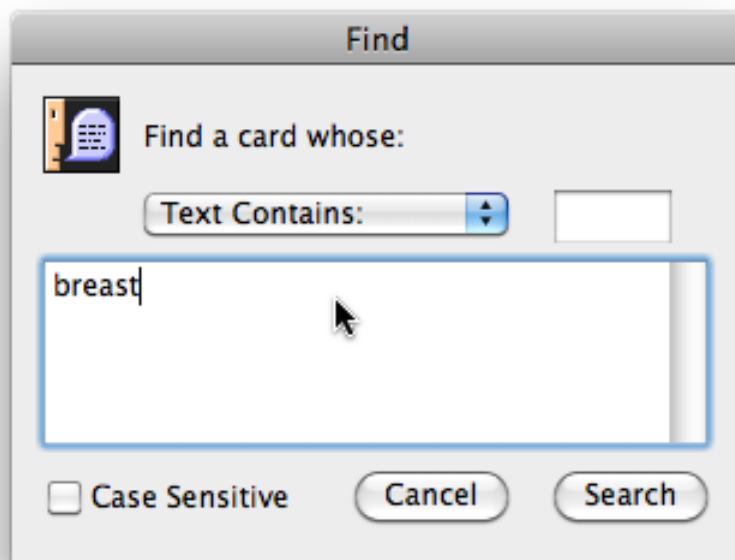 Find
Find a card whose:
Text Contains:
breast
Case Sensitive
Cancel
Search